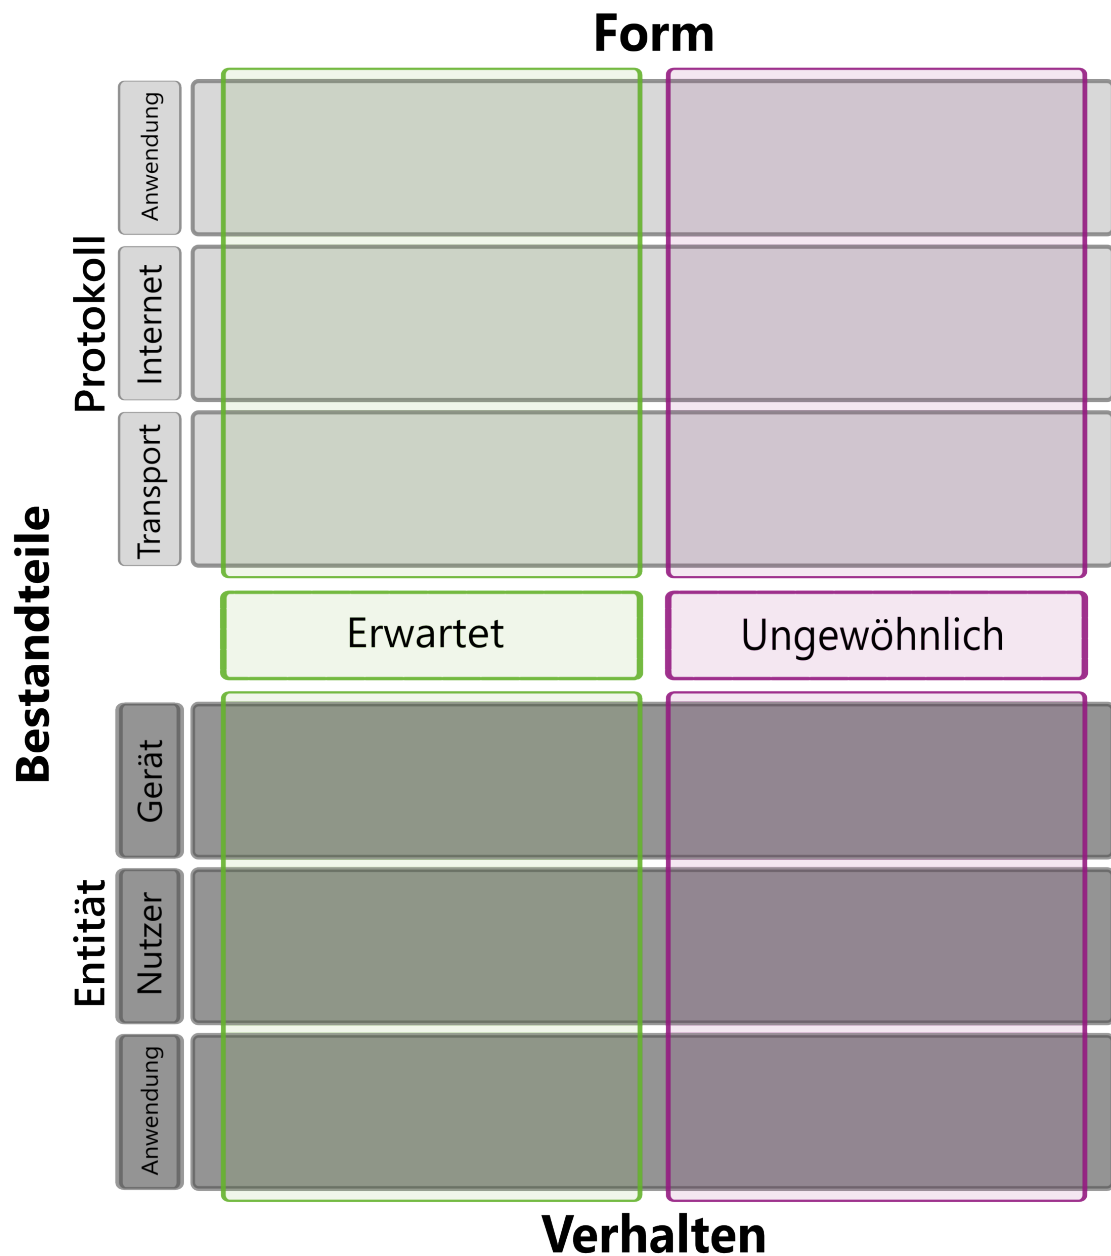 Form
Bestandteile
Protokoll
Anwendung
Internet
Transport
Erwartet
Ungewöhnlich
Entität
Gerät
Nutzer
Anwendung
Verhalten